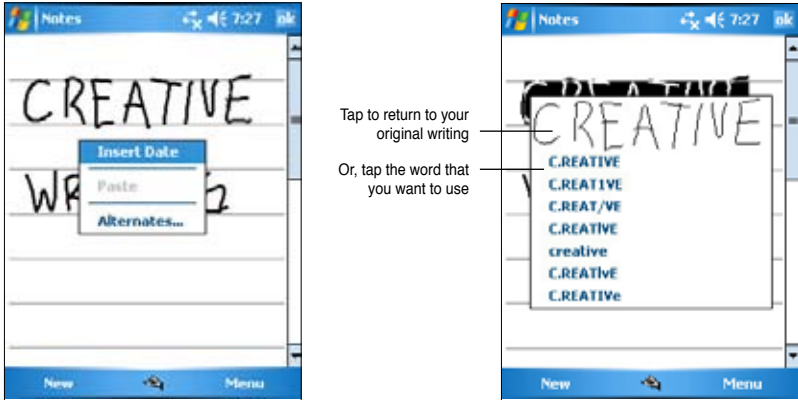 Notes 7:27 ok
CREATIVE
Insert Date
Paste
Alternates...
New Menu
Tap to return to your
original writing
Or, tap the word that
you want to use
Notes 7:27 ok
CREATIVE
C.REATIVE
C.REAT1VE
C.REAT/VE
C.REATlVE
creative
C.REATlvE
C.REATIVe
New Menu